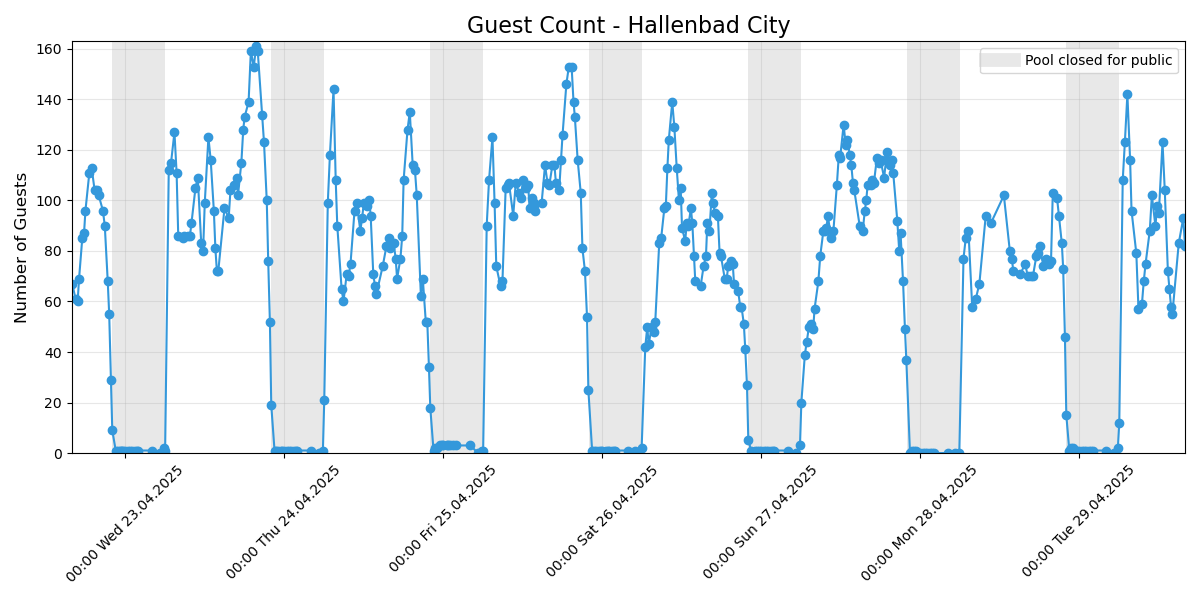 Guest Count - Hallenbad City
Pool closed for public
Number of Guests
160
140
120
100
80
60
40
20
0
00:00 Wed 23.04.2025
00:00 Thu 24.04.2025
00:00 Fri 25.04.2025
00:00 Sat 26.04.2025
00:00 Sun 27.04.2025
00:00 Mon 28.04.2025
00:00 Tue 29.04.2025